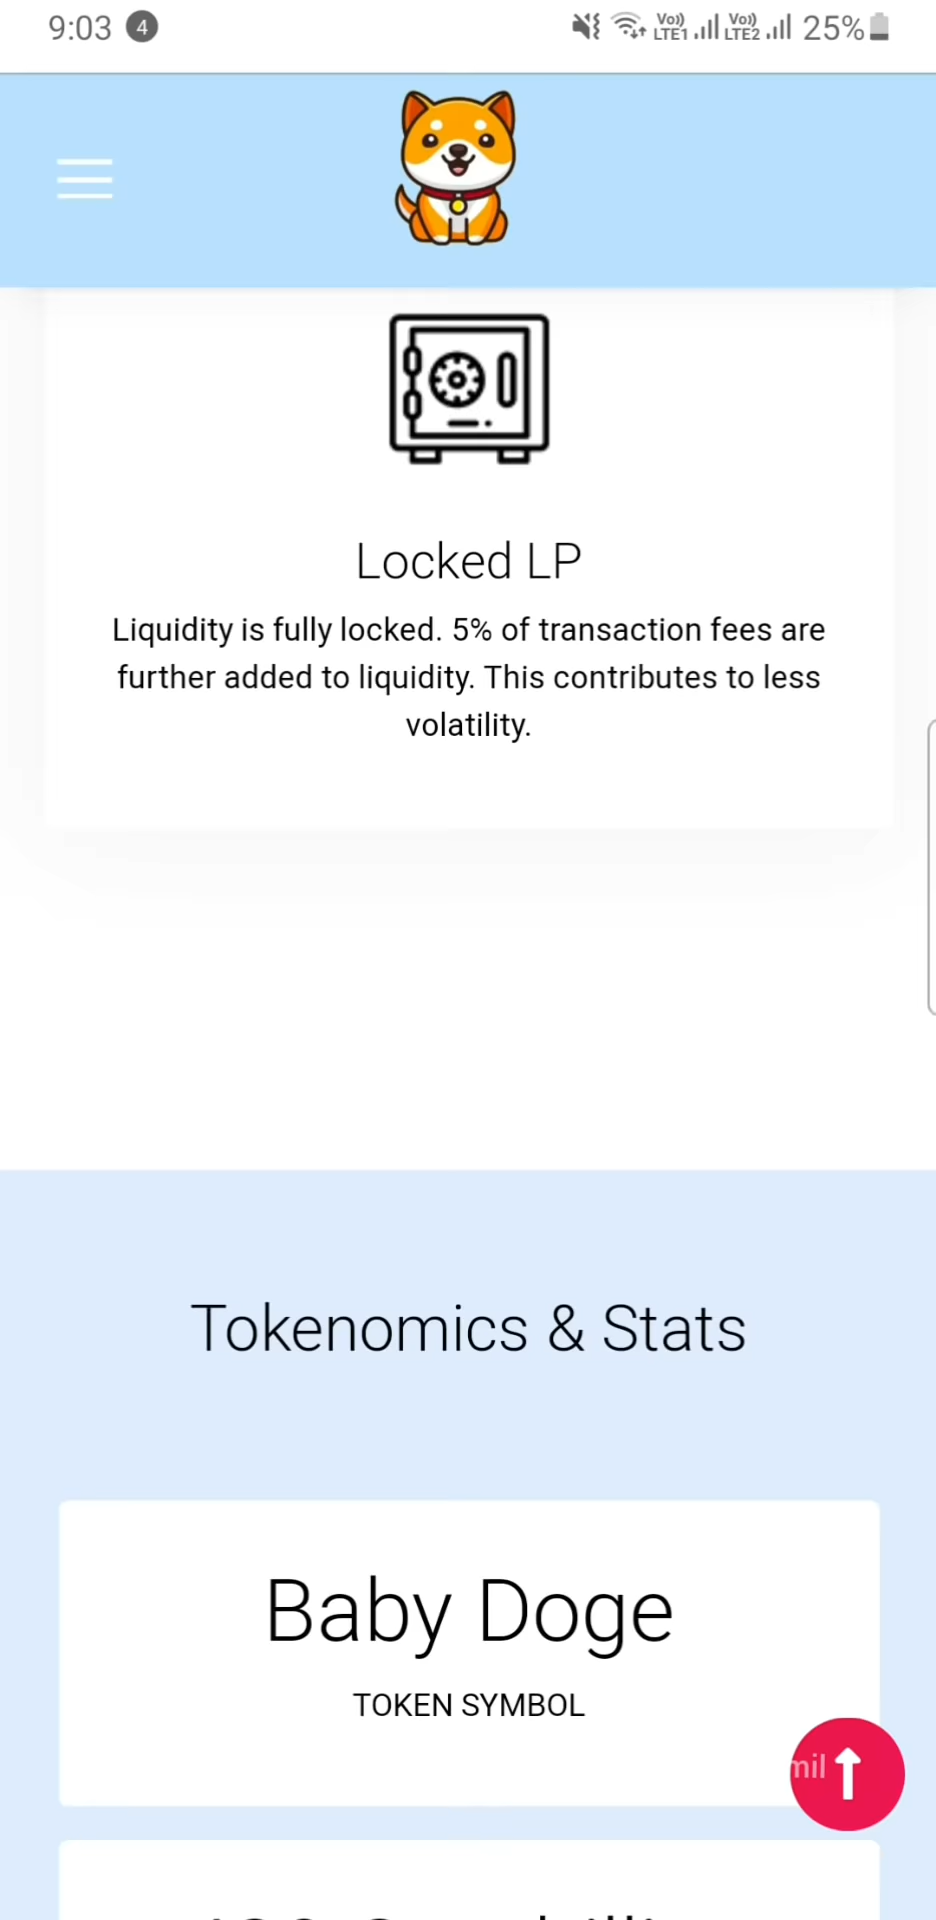 9:03 4 Vo)) LTE1 Vo)) LTE2 25%
Locked LP
Liquidity is fully locked. 5% of transaction fees are
further added to liquidity. This contributes to less
volatility.
Tokenomics & Stats
Baby Doge
TOKEN SYMBOL
mil